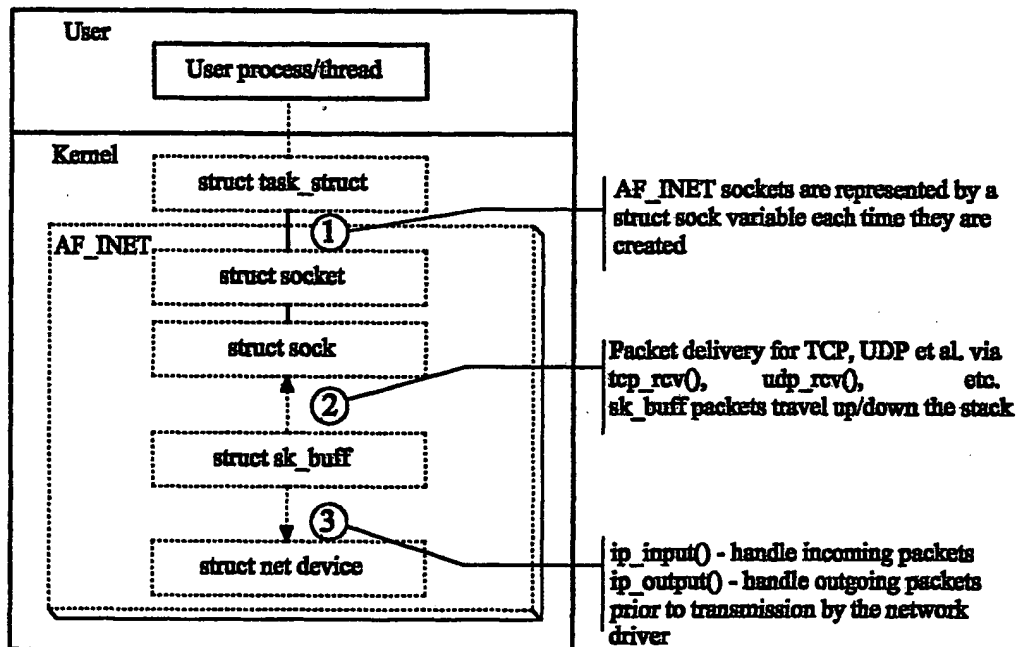 User
User process/thread
Kernel
struct task_struct
1
AF_INET
struct socket
struct sock
2
struct sk_buff
3
struct net device
AF_INET sockets are represented by a
struct sock variable each time they are
created
Packet delivery for TCP, UDP et al. via
tcp_rcv(), udp_rcv(), etc.
sk_buff packets travel up/down the stack
ip_input() - handle incoming packets
ip_output() - handle outgoing packets
prior to transmission by the network
driver